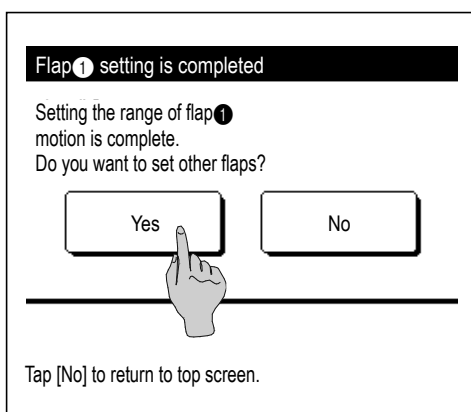 Flap❶ setting is completed
Setting the range of flap❶
motion is complete.
Do you want to set other flaps?
Yes
No
Tap [No] to return to top screen.